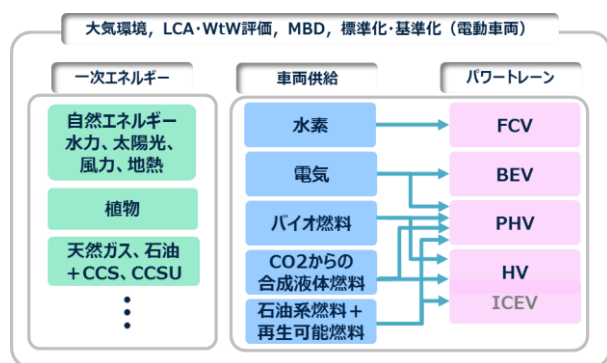 大気環境，LCA・WtW評価，MBD，標準化・基準化（電動車両）
一次エネルギー
自然エネルギー
水力、太陽光、
風力、地熱
植物
天然ガス、石油
＋CCS、CCSU
車両供給
水素
電気
バイオ燃料
CO2からの
合成液体燃料
石油系燃料＋
再生可能燃料
パワートレーン
FCV
BEV
PHV
HV
ICEV